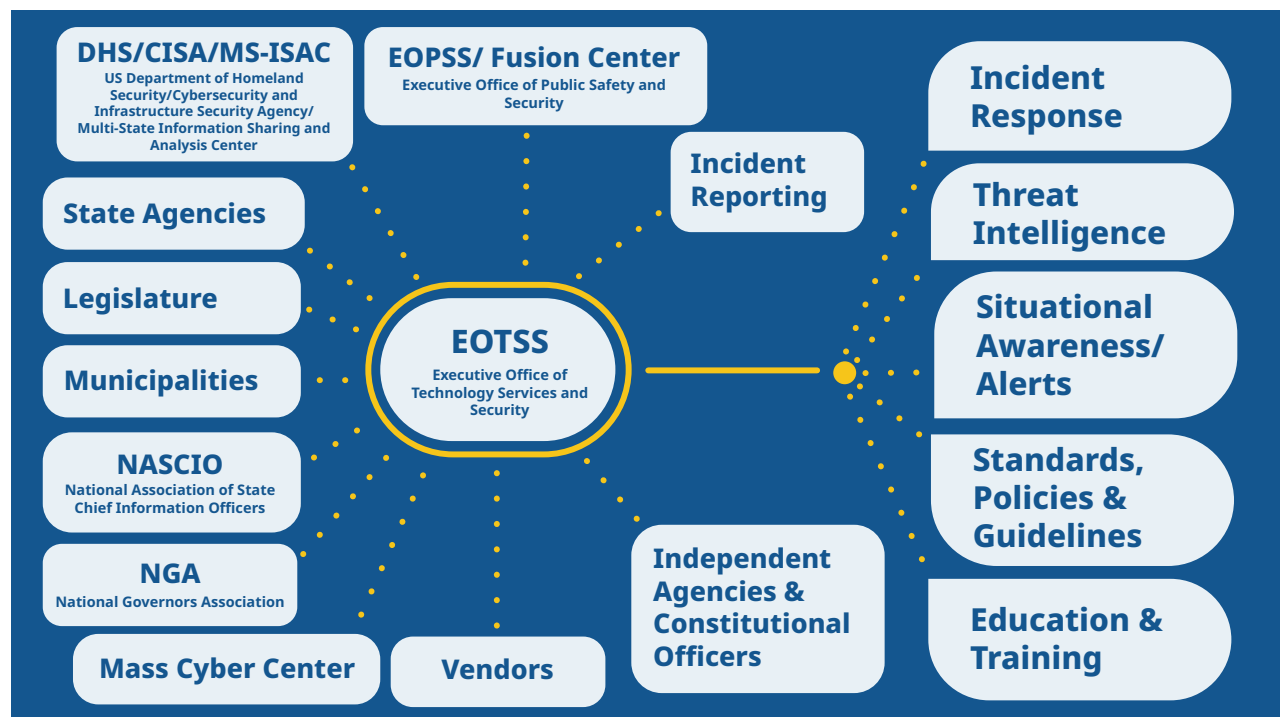 DHS/CISA/MS-ISAC
US Department of Homeland
Security/Cybersecurity and
Infrastructure Security Agency/
Multi-State Information Sharing and
Analysis Center
EOPSS/ Fusion Center
Executive Office of Public Safety and
Security
Incident
Reporting
State Agencies
Legislature
Municipalities
NASCIO
National Association of State
Chief Information Officers
NGA
National Governors Association
Mass Cyber Center
Vendors
Independent
Agencies &
Constitutional
Officers
EOTSS
Executive Office of
Technology Services and
Security
Incident
Response
Threat
Intelligence
Situational
Awareness/
Alerts
Standards,
Policies &
Guidelines
Education &
Training